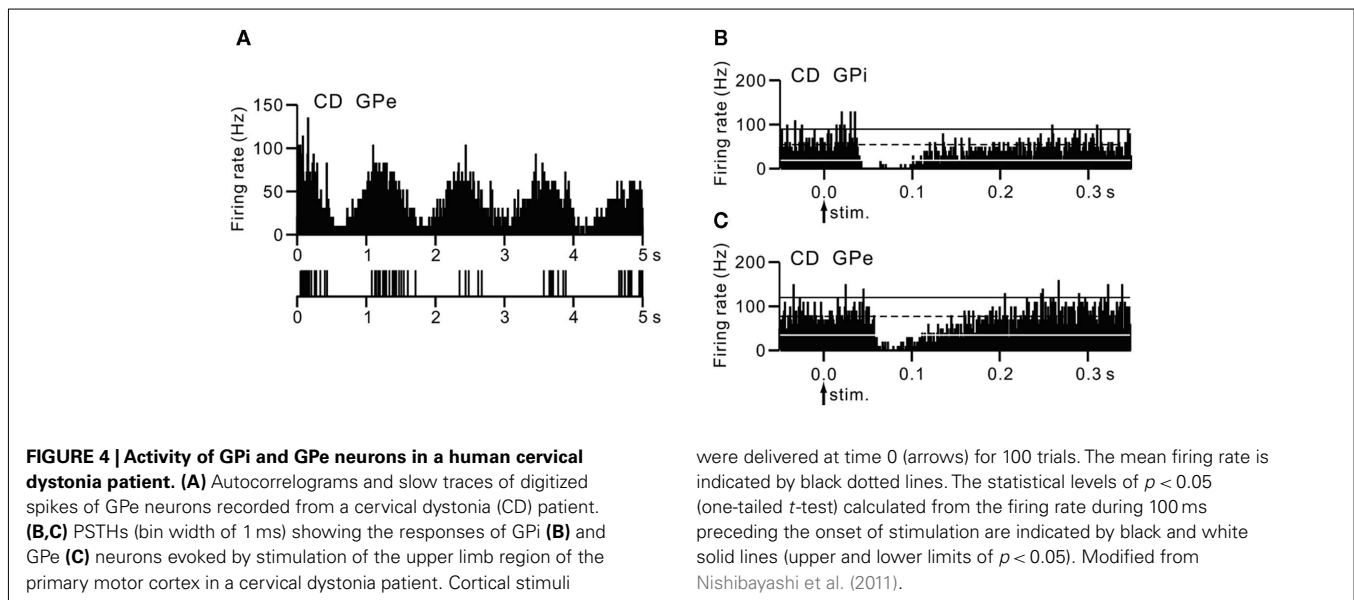 A
CD GPe
Firing rate (Hz)
150
100
50
0
0 1 2 3 4 5 s
0 1 2 3 4 5 s
B
CD GPi
Firing rate (Hz)
200
100
0
0.0 0.1 0.2 0.3 s
stim.
C
CD GPe
Firing rate (Hz)
200
100
0
0.0 0.1 0.2 0.3 s
stim.
FIGURE 4 | Activity of GPi and GPe neurons in a human cervical
dystonia patient. (A) Autocorrelograms and slow traces of digitized
spikes of GPe neurons recorded from a cervical dystonia (CD) patient.
(B,C) PSTHs (bin width of 1 ms) showing the responses of GPi (B) and
GPe (C) neurons evoked by stimulation of the upper limb region of the
primary motor cortex in a cervical dystonia patient. Cortical stimuli
were delivered at time 0 (arrows) for 100 trials. The mean firing rate is
indicated by black dotted lines. The statistical levels of p < 0.05
(one-tailed t-test) calculated from the firing rate during 100 ms
preceding the onset of stimulation are indicated by black and white
solid lines (upper and lower limits of p < 0.05). Modified from
Nishibayashi et al. (2011).